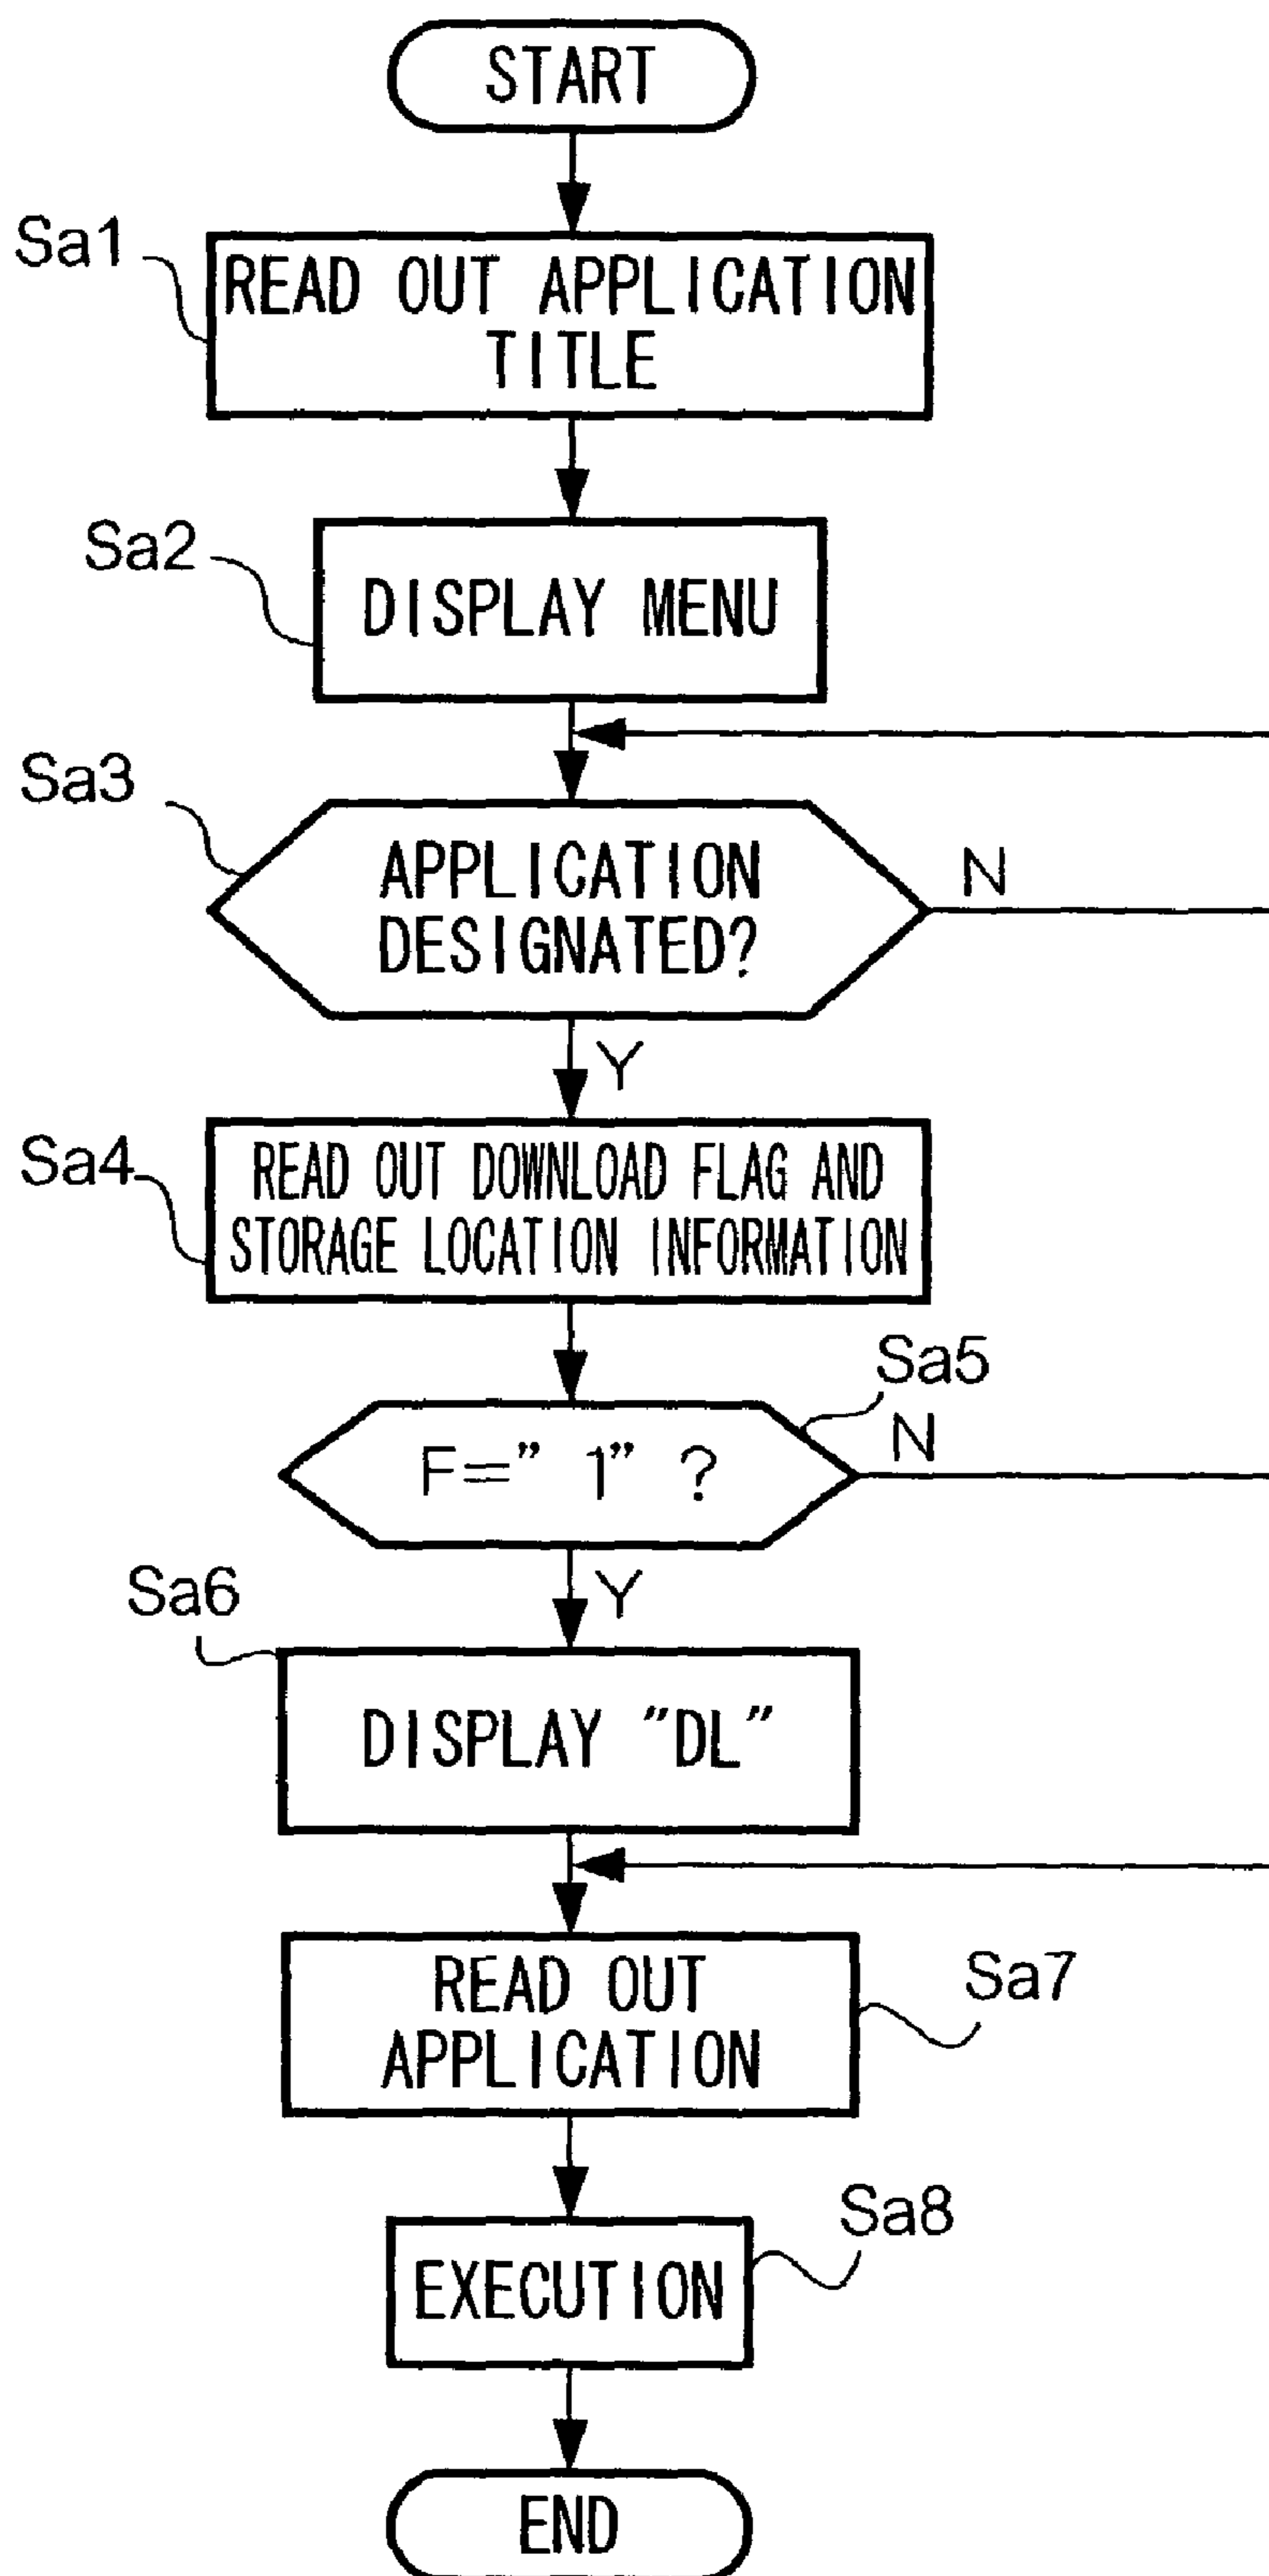 START
Sa1
READ OUT APPLICATION
TITLE
Sa2
DISPLAY MENU
Sa3
APPLICATION
DESIGNATED?
N
Y
Sa4
READ OUT DOWNLOAD FLAG AND
STORAGE LOCATION INFORMATION
Sa5
F=” 1” ?
N
Y
Sa6
DISPLAY ”DL”
READ OUT
APPLICATION
Sa7
Sa8
EXECUTION
END